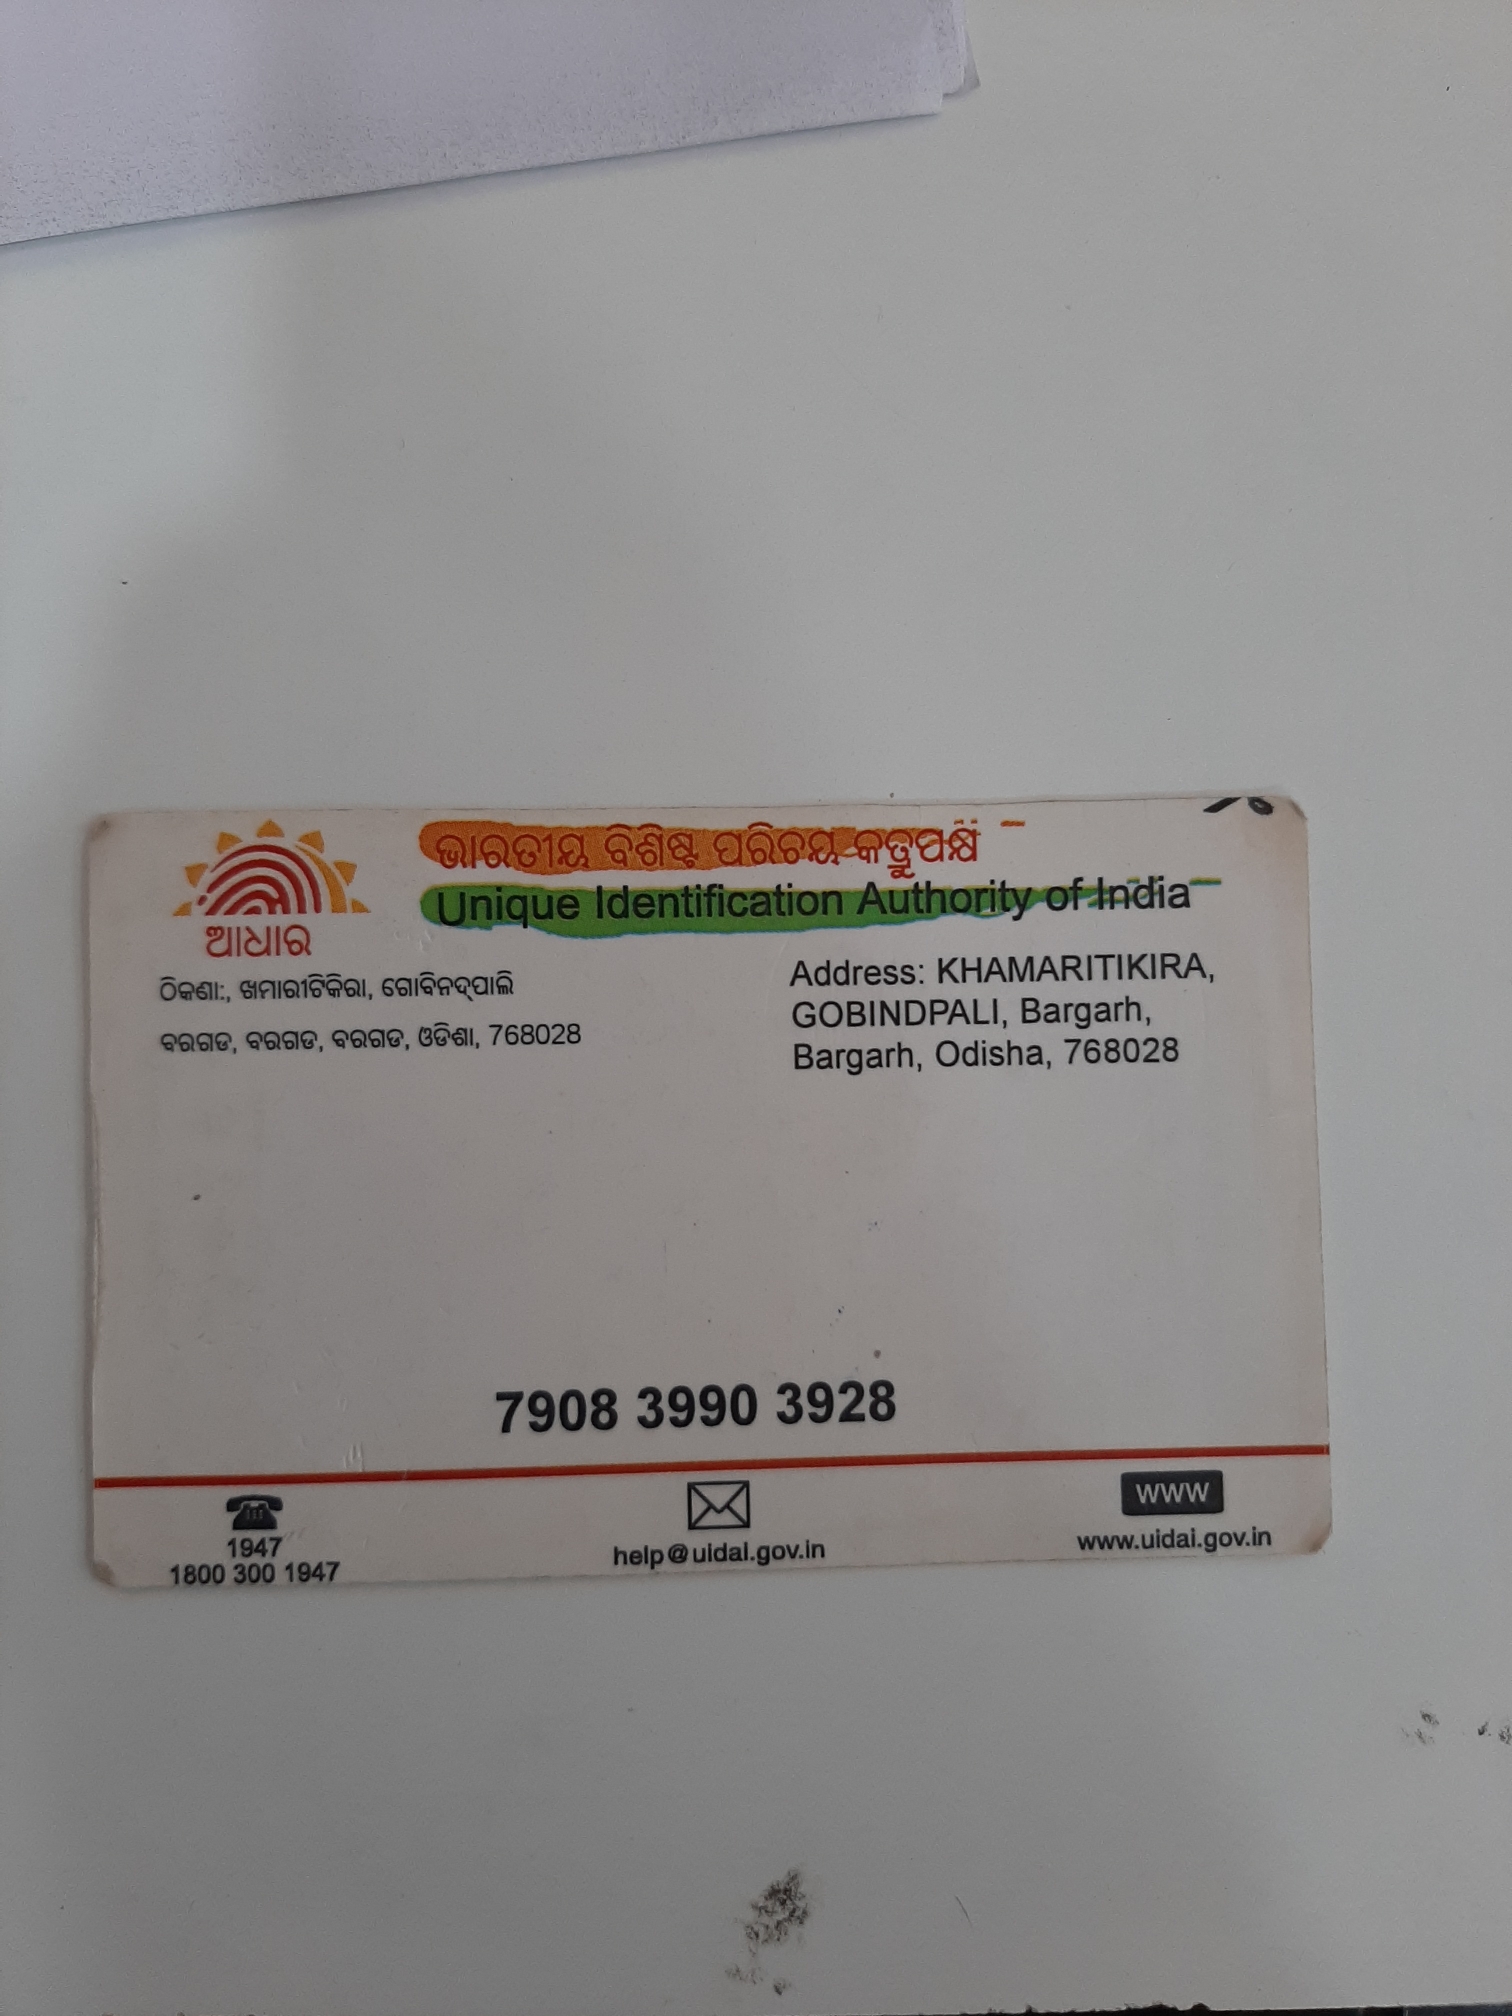 ଭାରତୀୟ ବିଶିଷ୍ଟ ପରିଚୟ କର୍ତ୍ତୃପକ୍ଷ
Unique Identification Authority of India
ଆଧାର
ଠିକଣା:, ଖମାରୀଟିକିରା, ଗୋବିନଦ୍‌ପାଲି
ବରଗଡ, ବରଗଡ, ବରଗଡ, ଓଡିଶା, 768028
Address: KHAMARITIKIRA,
GOBINDPALI, Bargarh,
Bargarh, Odisha, 768028
7908 3990 3928
1947
1800 300 1947
help@uidai.gov.in
WWW
www.uidai.gov.in